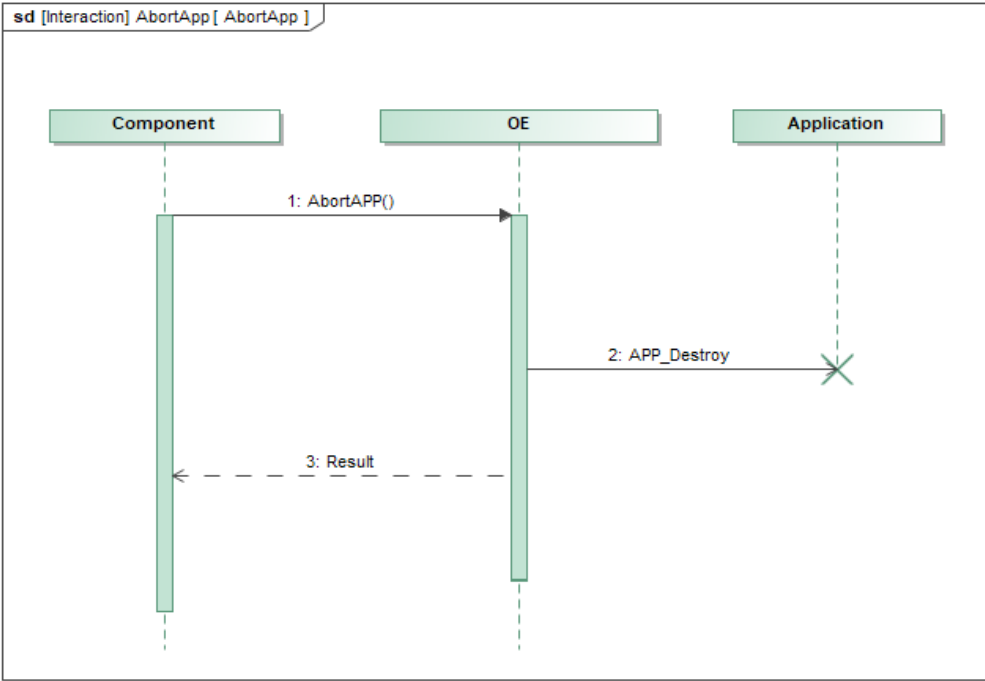 sd [Interaction] AbortApp [ AbortApp ]
Component
OE
Application
1: AbortAPP()
2: APP_Destroy
3: Result